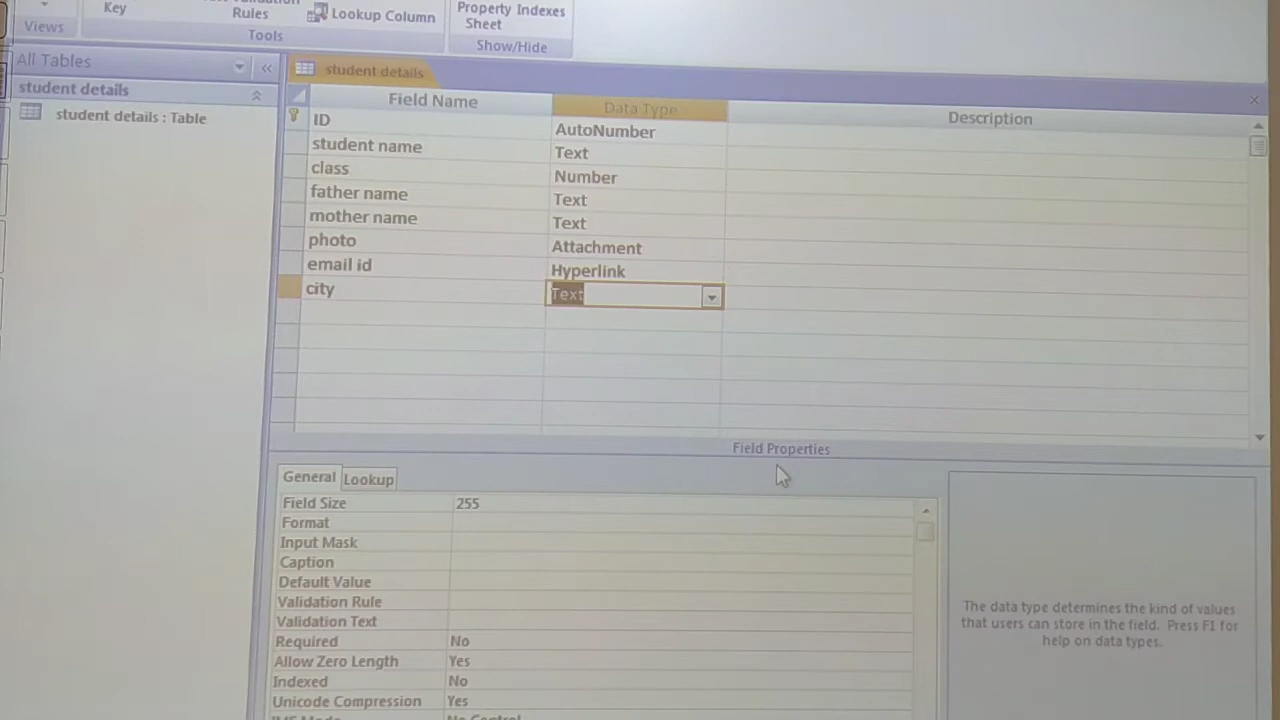 Key
Rules
Lookup Column
Property Indexes
Sheet
Views
Tools
Show/Hide
All Tables
student details
student details : Table
student details
Field Name Data Type Description
ID AutoNumber
student name Text
class Number
father name Text
mother name Text
photo Attachment
email id Hyperlink
city Text
Field Properties
General Lookup
Field Size 255
Format
Input Mask
Caption
Default Value
Validation Rule
Validation Text
Required No
Allow Zero Length Yes
Indexed No
Unicode Compression Yes
The data type determines the kind of values
that users can store in the field. Press F1 for
help on data types.